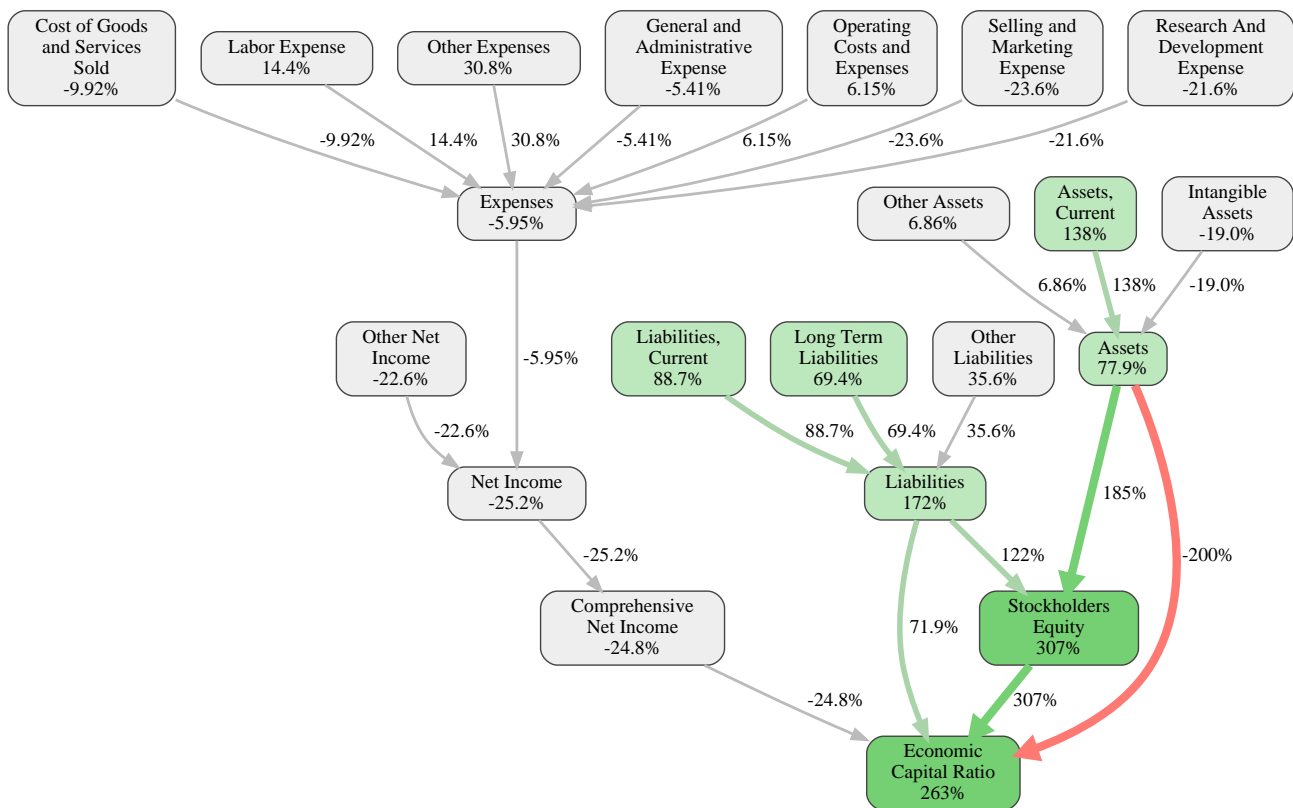 Cost of Goods
and Services
Sold
-9.92%
Labor Expense
14.4%
Other Expenses
30.8%
General and
Administrative
Expense
-5.41%
Operating
Costs and
Expenses
6.15%
Selling and
Marketing
Expense
-23.6%
Research And
Development
Expense
-21.6%
-9.92%
14.4%
30.8%
-5.41%
6.15%
-23.6%
-21.6%
Expenses
-5.95%
Other Assets
6.86%
Assets,
Current
138%
Intangible
Assets
-19.0%
6.86%
138%
-19.0%
Other Net
Income
-22.6%
-5.95%
Liabilities,
Current
88.7%
Long Term
Liabilities
69.4%
Other
Liabilities
35.6%
Assets
77.9%
-22.6%
88.7%
69.4%
35.6%
Net Income
-25.2%
Liabilities
172%
185%
-25.2%
122%
-200%
Comprehensive
Net Income
-24.8%
71.9%
Stockholders
Equity
307%
-24.8%
307%
Economic
Capital Ratio
263%